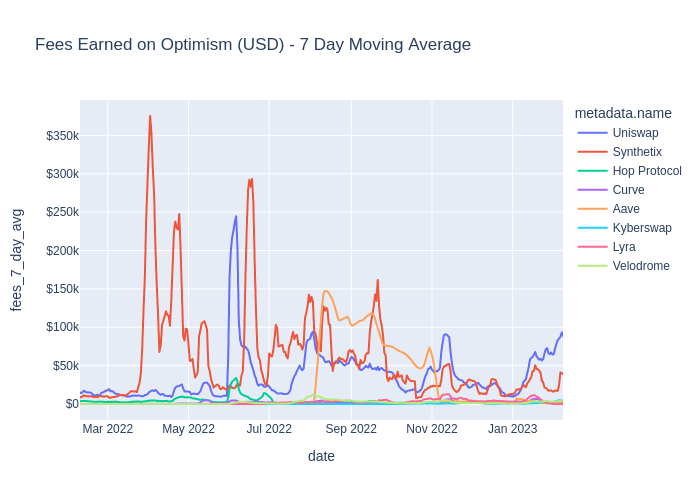 Fees Earned on Optimism (USD) - 7 Day Moving Average
metadata.name
Uniswap
Synthetix
Hop Protocol
Curve
Aave
Kyberswap
Lyra
Velodrome
fees_7_day_avg
$350k
$300k
$250k
$200k
$150k
$100k
$50k
$0
Mar 2022 May 2022 Jul 2022 Sep 2022 Nov 2022 Jan 2023
date